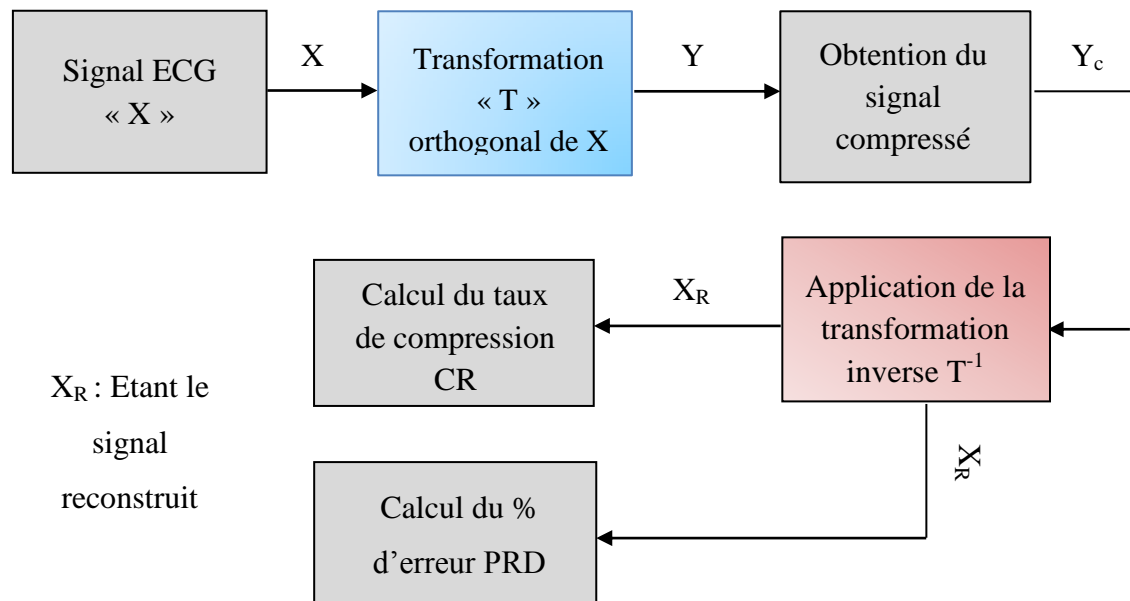 Signal ECG
« X »
X
Transformation
« T »
orthogonal de X
Y
Obtention du
signal
compressé
Yc
Calcul du taux
de compression
CR
XR
Application de la
transformation
inverse T-1
XR : Etant le
signal
reconstruit
XR
Calcul du %
d’erreur PRD